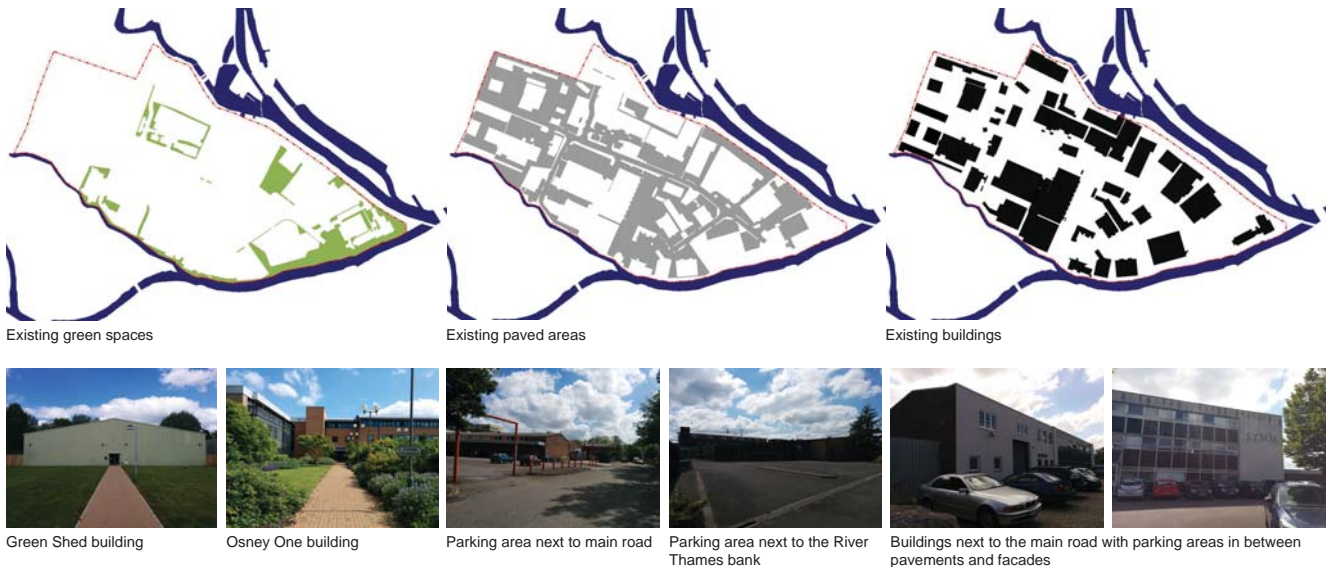 Existing green spaces
Existing paved areas
Existing buildings
SYMM
Green Shed building
Osney One building
Parking area next to main road
Parking area next to the River
Thames bank
Buildings next to the main road with parking areas in between
pavements and facades